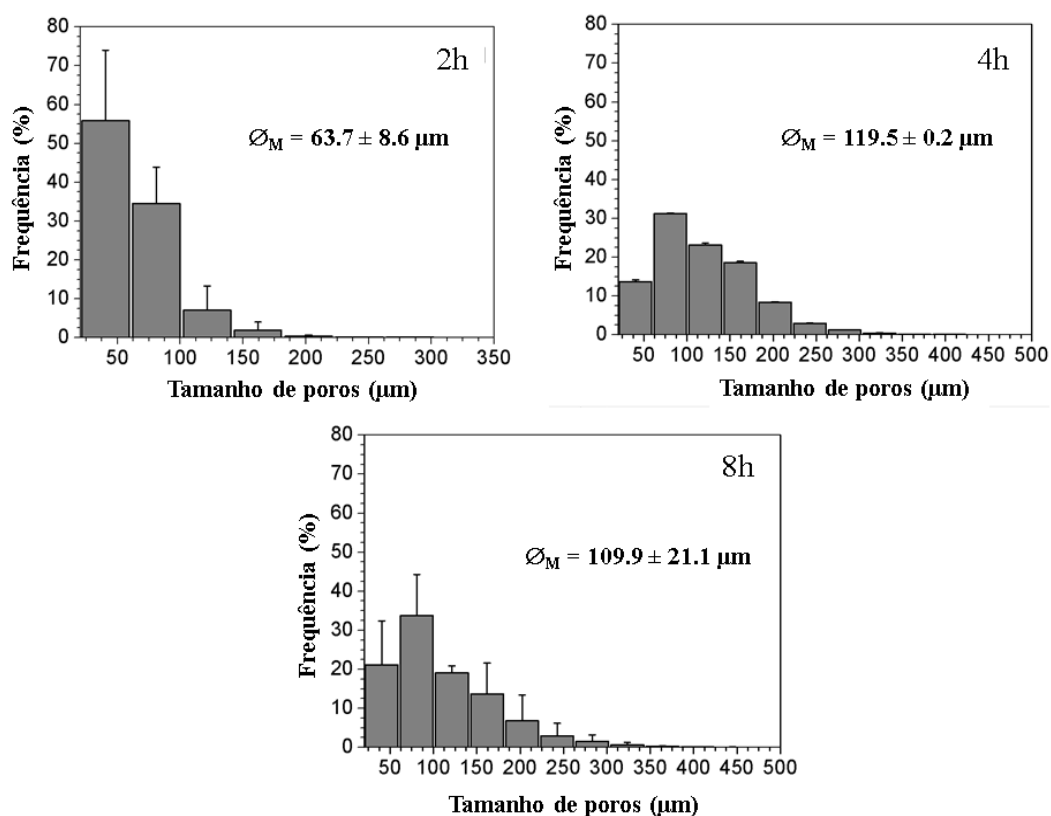 2h
Frequência (%)
80
70
60
50
40
30
20
10
0
∅M = 63.7 ± 8.6 µm
50 100 150 200 250 300 350
Tamanho de poros (µm)
4h
Frequência (%)
80
70
60
50
40
30
20
10
0
∅M = 119.5 ± 0.2 µm
50 100 150 200 250 300 350 400 450 500
Tamanho de poros (µm)
8h
Frequência (%)
80
70
60
50
40
30
20
10
0
∅M = 109.9 ± 21.1 µm
50 100 150 200 250 300 350 400 450 500
Tamanho de poros (µm)